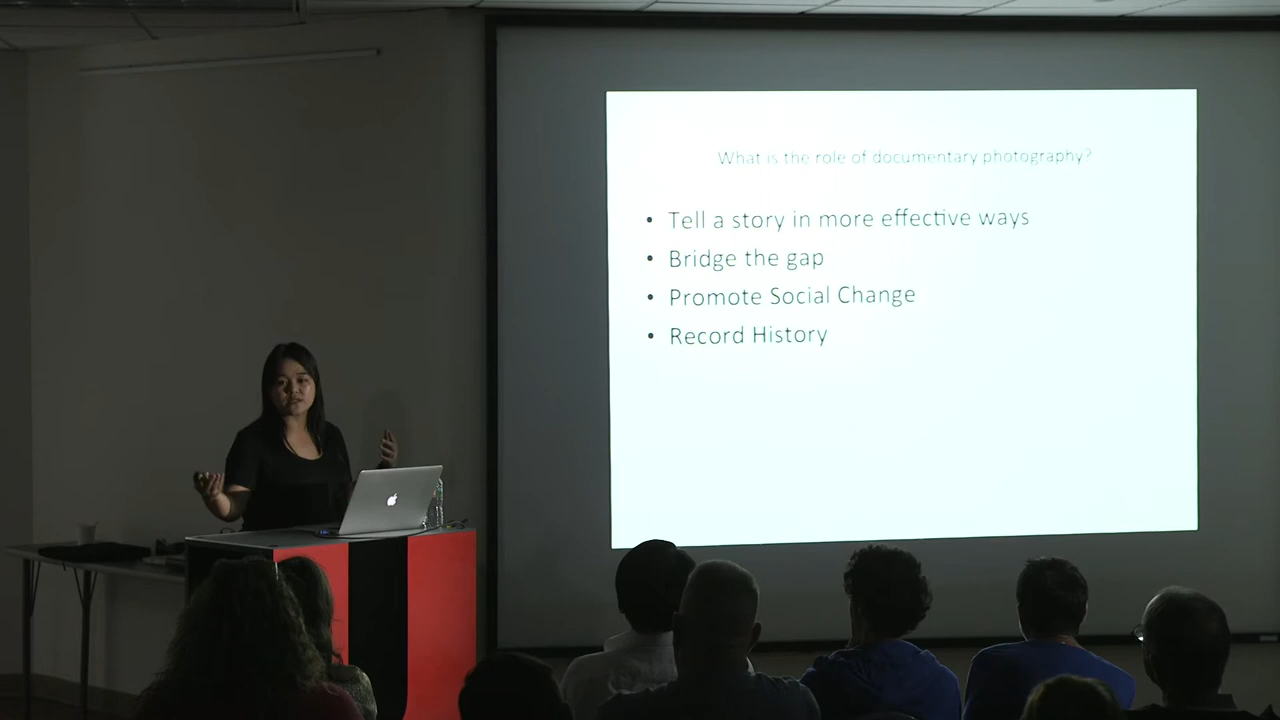 What is the role of documentary photography?
• Tell a story in more effective ways
• Bridge the gap
• Promote Social Change
• Record History